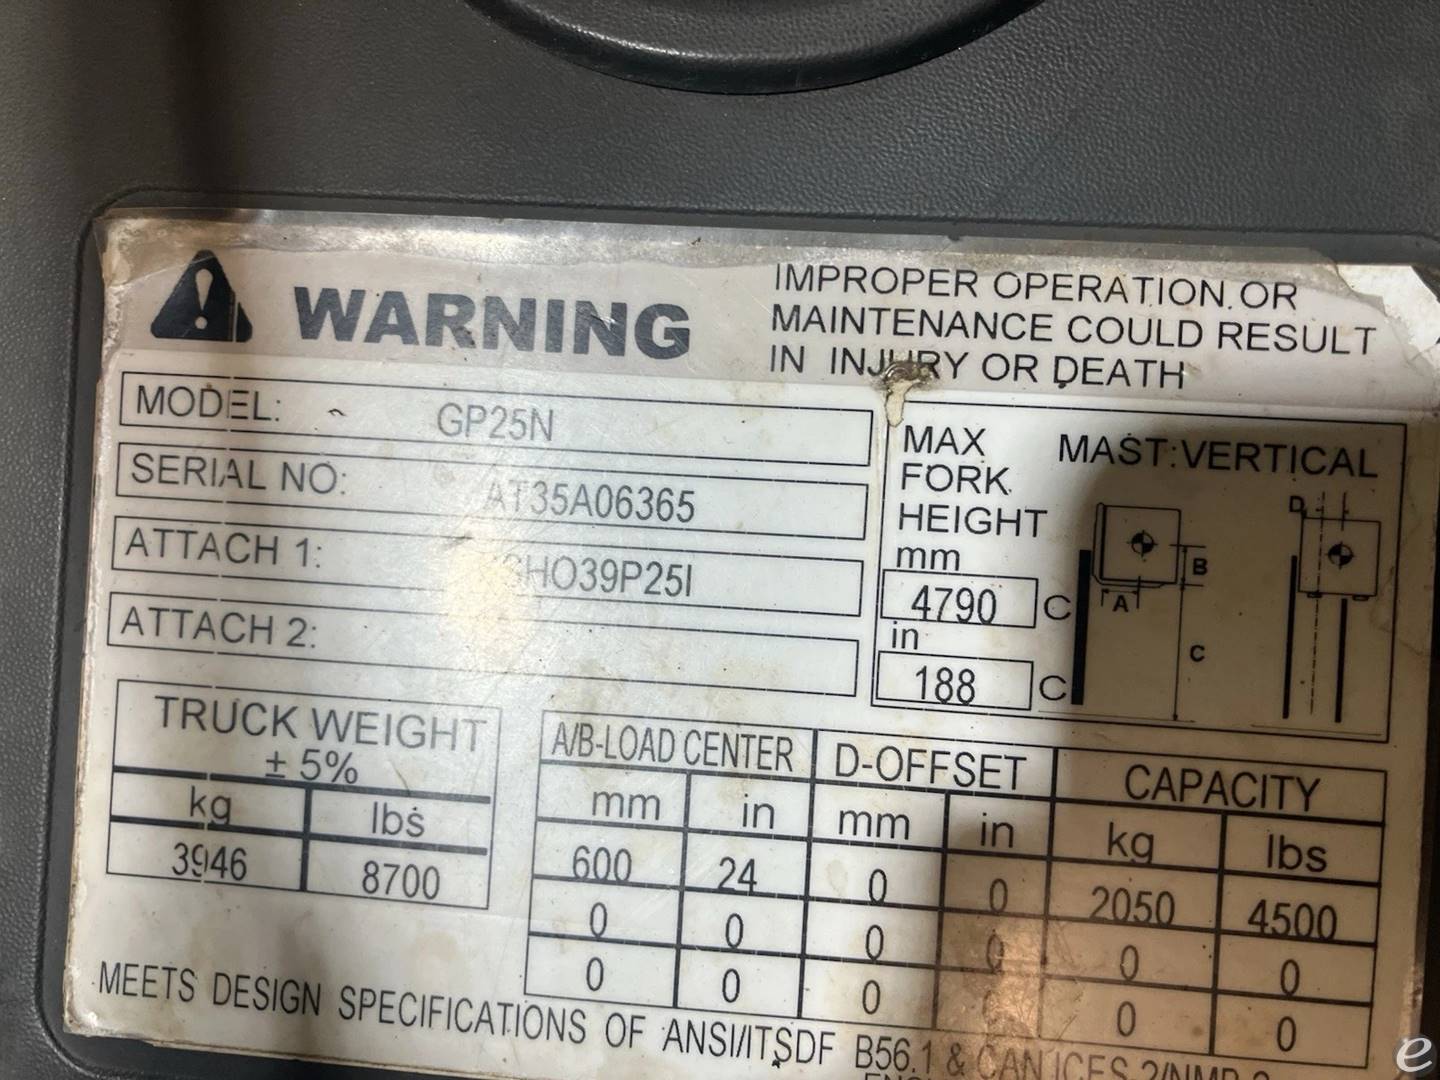 WARNING
IMPROPER OPERATION OR
MAINTENANCE COULD RESULT
IN INJURY OR DEATH
MODEL: GP25N
SERIAL NO: AT35A06365
ATTACH 1: SHO39P25I
ATTACH 2:
MAX
FORK
HEIGHT
mm
4790 C
in
188 C
MAST:VERTICAL
D
B
A
C
TRUCK WEIGHT
± 5%
kg lbs
3946 8700
A/B-LOAD CENTER D-OFFSET CAPACITY
mm in mm in kg lbs
600 24 0 0 2050 4500
0 0 0 0 0 0
0 0 0 0 0 0
MEETS DESIGN SPECIFICATIONS OF ANSI/ITSDF B56.1 & CAN
e